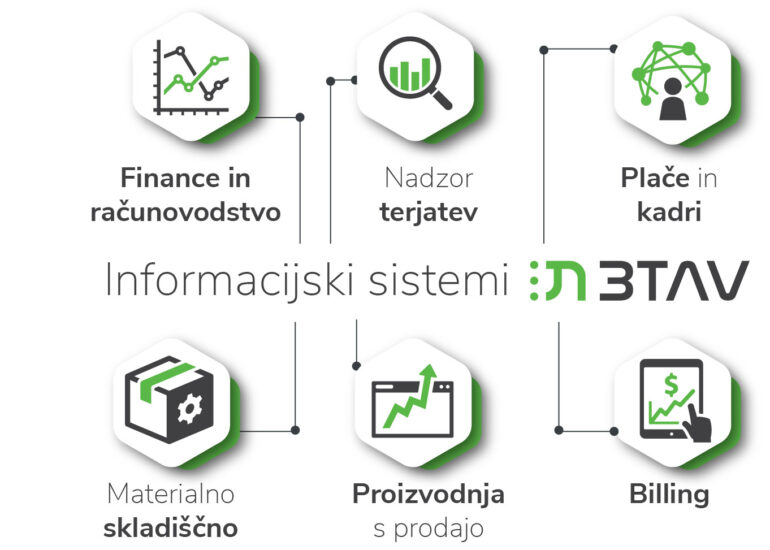 Finance in
računovodstvo
Nadzor
terjatev
Plače in
kadri
Informacijski sistemi 3TAV
Materialno
skladiščno
Proizvodnja
s prodajo
$
Billing